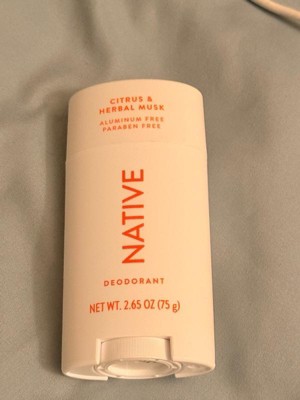 CITRUS &
HERBAL MUSK
ALUMINUM FREE
PARABEN FREE
NATIVE
DEODORANT
NET WT. 2.65 OZ (75 g)